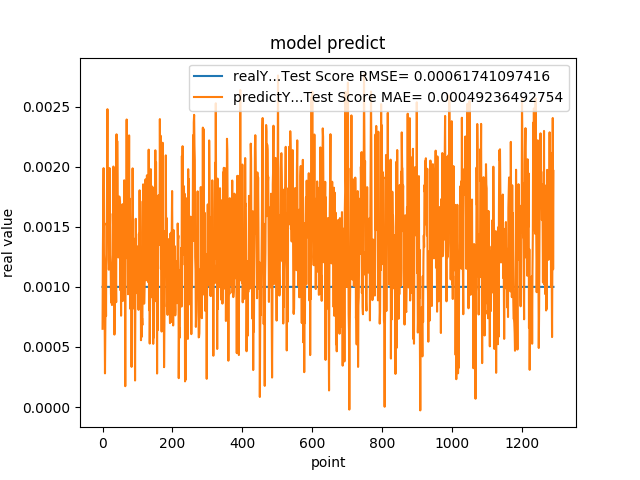 model predict
realY...Test Score RMSE= 0.00061741097416
predictY...Test Score MAE= 0.00049236492754
0.0025
0.0020
0.0015
0.0010
0.0005
0.0000
real value
0 200 400 600 800 1000 1200
point